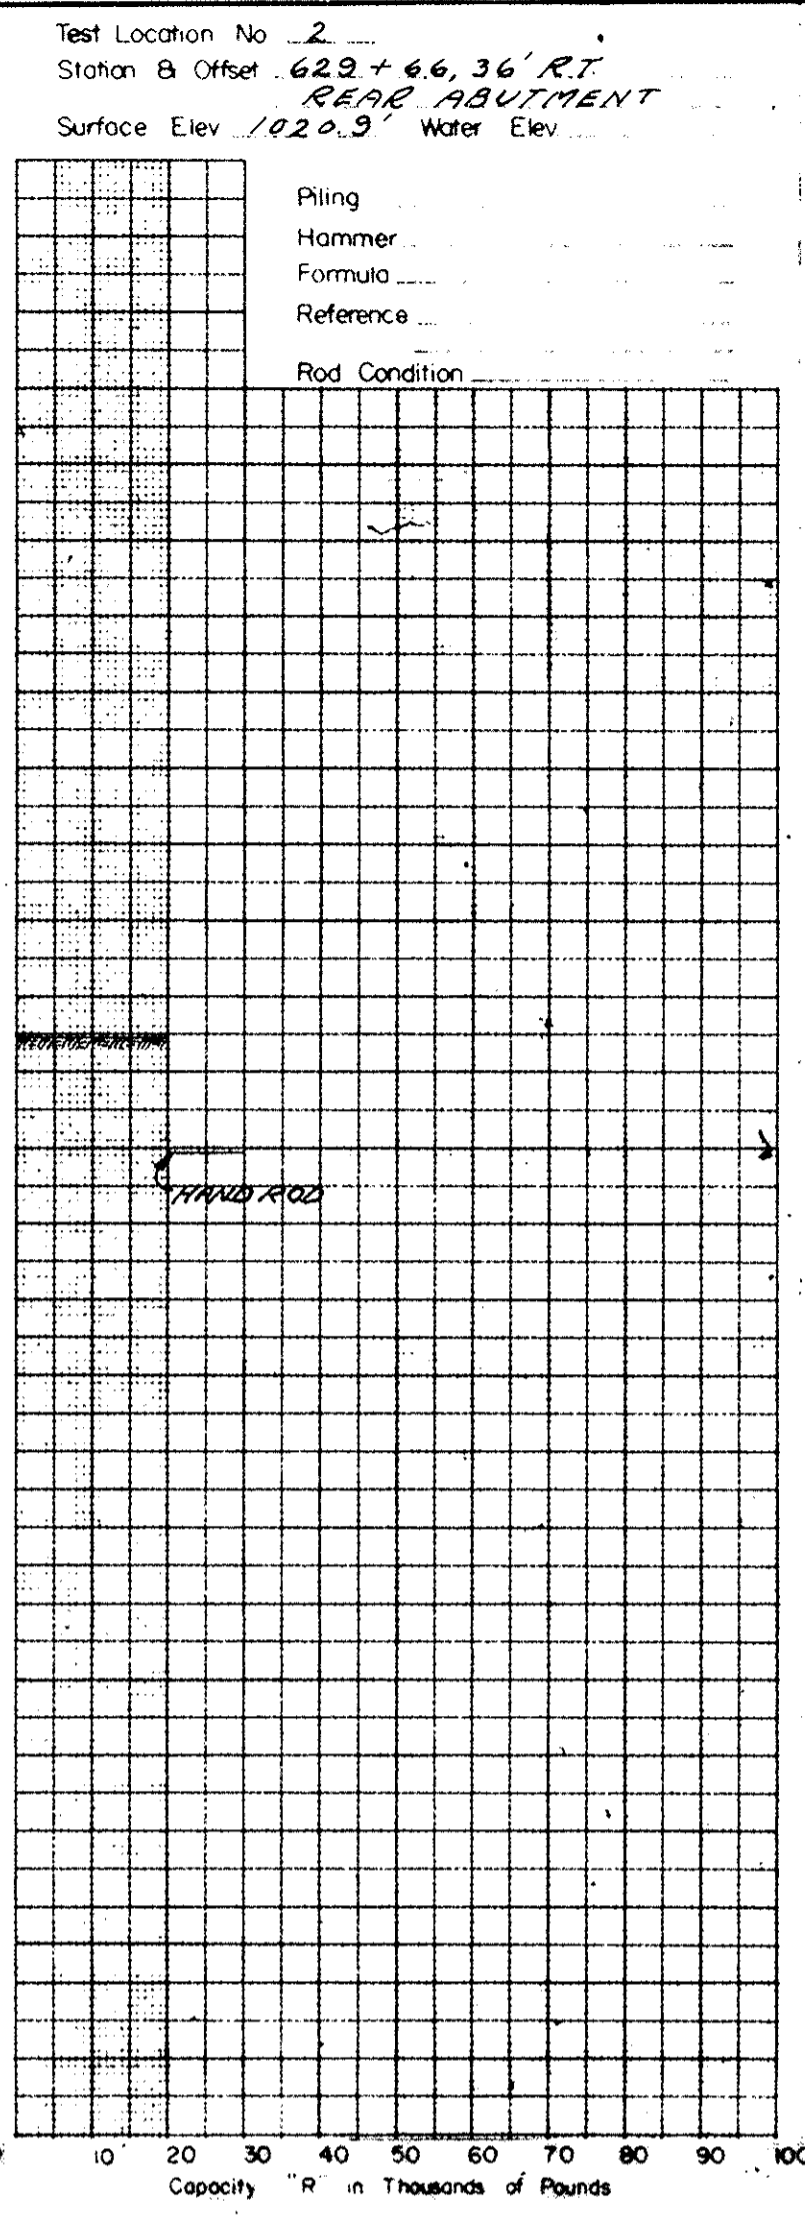 Test Location No 2
Station & Offset 629 + 66, 36' RT.
REAR ABUTMENT
Surface Elev 1020.9' Water Elev
Piling
Hammer
Formula
Reference
Rod Condition
HAND ROD
10 20 30 40 50 60 70 80 90 100
Capacity "R" in Thousands of Pounds